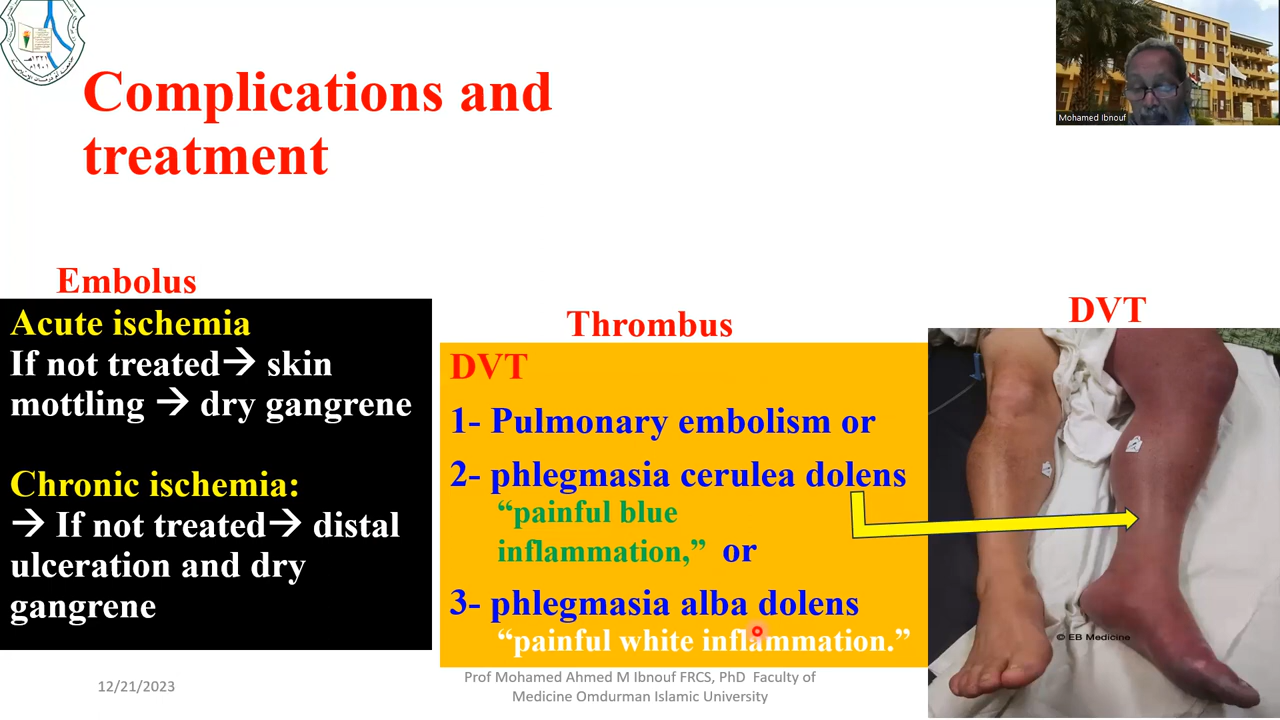 Complications and
treatment
Mohamed Ibnouf
Embolus
Acute ischemia
If not treated→ skin
mottling → dry gangrene
Chronic ischemia:
→ If not treated→ distal
ulceration and dry
gangrene
Thrombus
DVT
1- Pulmonary embolism or
2- phlegmasia cerulea dolens
“painful blue
inflammation,” or
3- phlegmasia alba dolens
“painful white inflammation.”
DVT
© EB Medicine
12/21/2023
Prof Mohamed Ahmed M Ibnouf FRCS, PhD Faculty of
Medicine Omdurman Islamic University